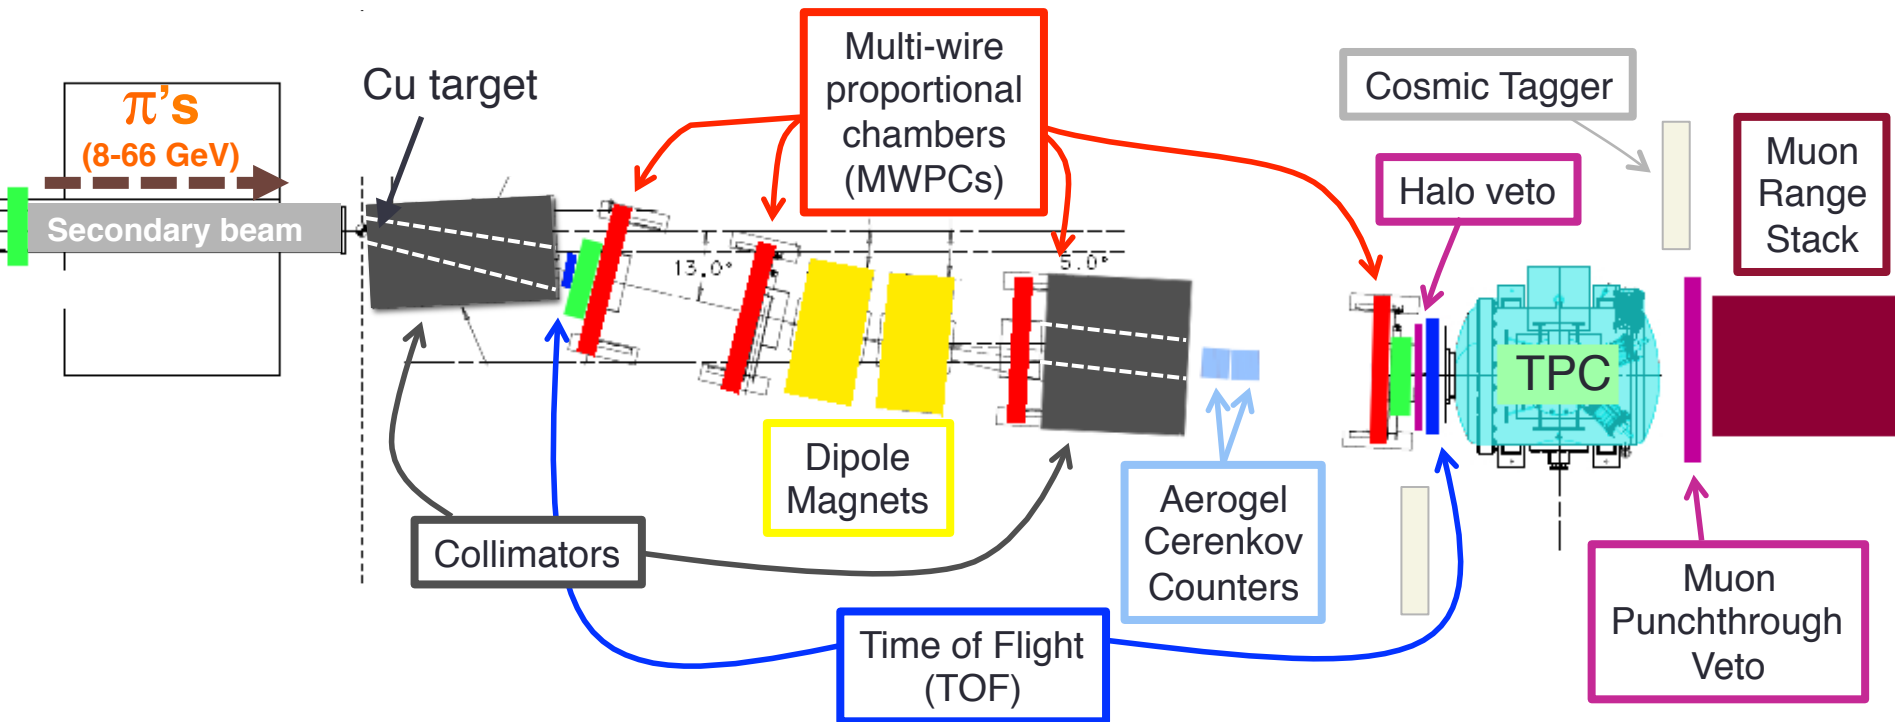 π's
(8-66 GeV)
Secondary beam
Cu target
Multi-wire
proportional
chambers
(MWPCs)
Cosmic Tagger
Halo veto
Muon
Range
Stack
13.0°
5.0°
TPC
Dipole
Magnets
Collimators
Aerogel
Cerenkov
Counters
Time of Flight
(TOF)
Muon
Punchthrough
Veto